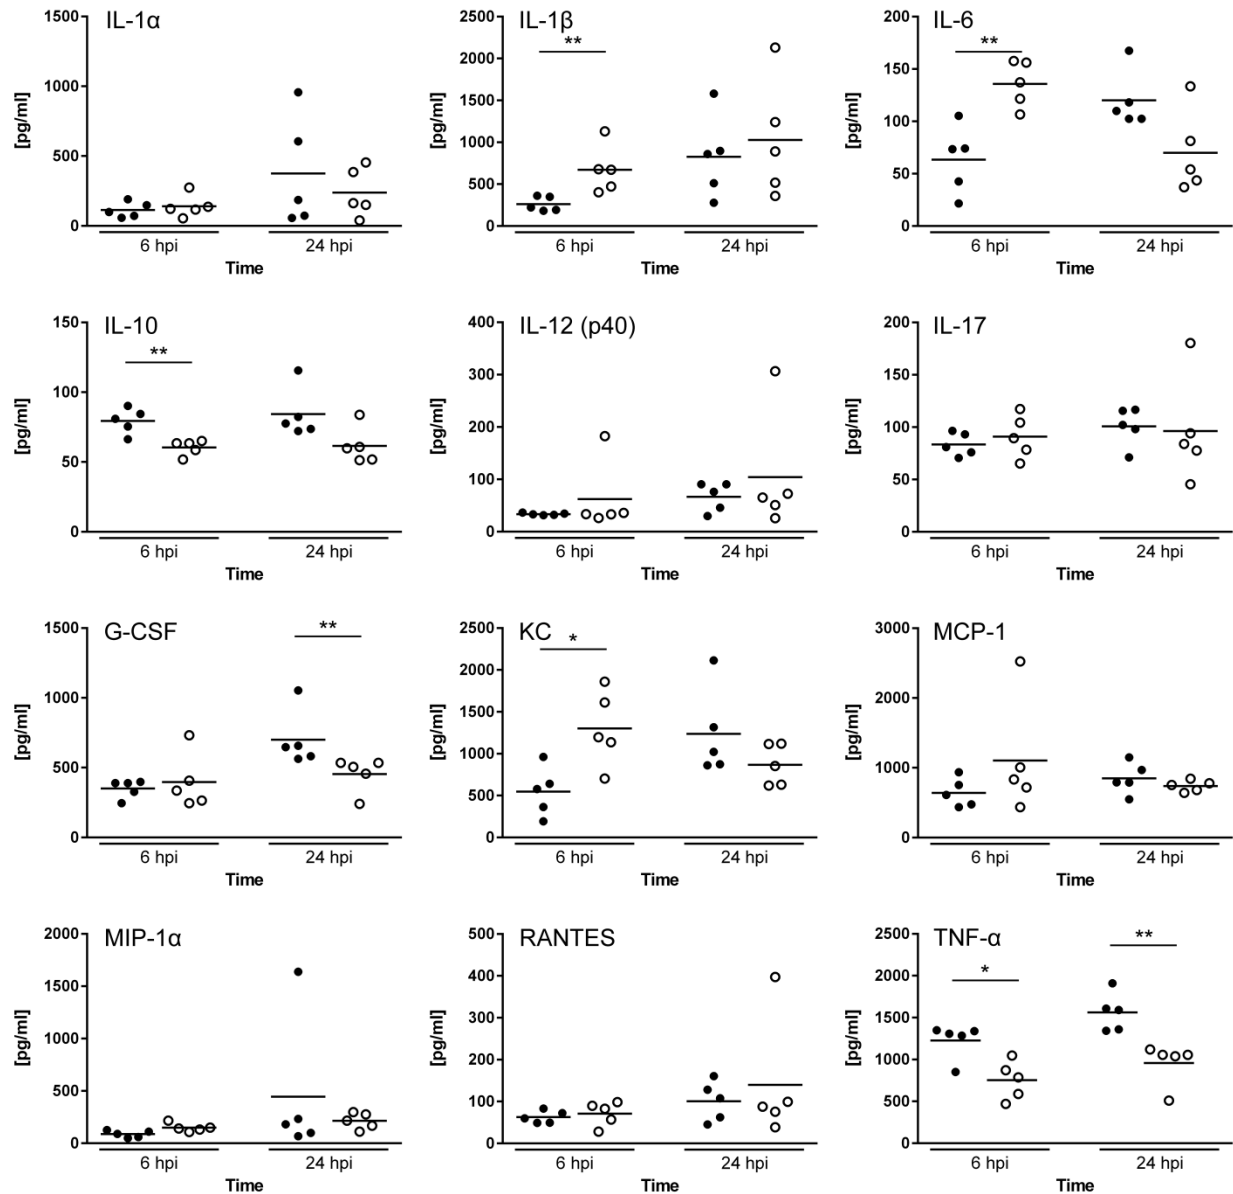 IL-1α
[pg/ml]
1500
1000
500
0
6 hpi
24 hpi
Time
IL-1β
[pg/ml]
2500
2000
1500
1000
500
0
**
6 hpi
24 hpi
Time
IL-6
[pg/ml]
200
150
100
50
0
**
6 hpi
24 hpi
Time
IL-10
[pg/ml]
150
100
50
0
**
6 hpi
24 hpi
Time
IL-12 (p40)
[pg/ml]
400
300
200
100
0
6 hpi
24 hpi
Time
IL-17
[pg/ml]
200
150
100
50
0
6 hpi
24 hpi
Time
G-CSF
[pg/ml]
1500
1000
500
0
**
6 hpi
24 hpi
Time
KC
[pg/ml]
2500
2000
1500
1000
500
0
*
6 hpi
24 hpi
Time
MCP-1
[pg/ml]
3000
2000
1000
0
6 hpi
24 hpi
Time
MIP-1α
[pg/ml]
2000
1500
1000
500
0
6 hpi
24 hpi
Time
RANTES
[pg/ml]
500
400
300
200
100
0
6 hpi
24 hpi
Time
TNF-α
[pg/ml]
2500
2000
1500
1000
500
0
*
**
6 hpi
24 hpi
Time